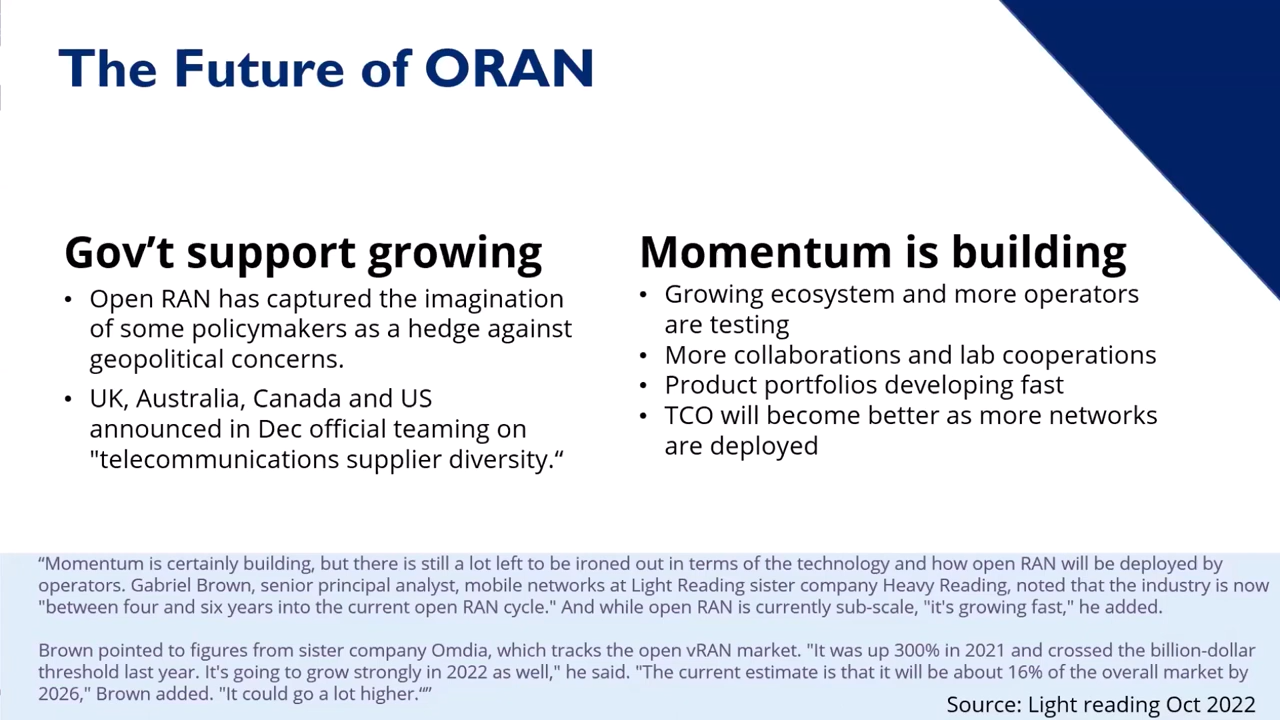 The Future of ORAN
Gov’t support growing
• Open RAN has captured the imagination
of some policymakers as a hedge against
geopolitical concerns.
• UK, Australia, Canada and US
announced in Dec official teaming on
"telecommunications supplier diversity.“
Momentum is building
• Growing ecosystem and more operators
are testing
• More collaborations and lab cooperations
• Product portfolios developing fast
• TCO will become better as more networks
are deployed
“Momentum is certainly building, but there is still a lot left to be ironed out in terms of the technology and how open RAN will be deployed by
operators. Gabriel Brown, senior principal analyst, mobile networks at Light Reading sister company Heavy Reading, noted that the industry is now
"between four and six years into the current open RAN cycle." And while open RAN is currently sub-scale, "it's growing fast," he added.
Brown pointed to figures from sister company Omdia, which tracks the open vRAN market. "It was up 300% in 2021 and crossed the billion-dollar
threshold last year. It's going to grow strongly in 2022 as well," he said. "The current estimate is that it will be about 16% of the overall market by
2026," Brown added. "It could go a lot higher.“”
Source: Light reading Oct 2022